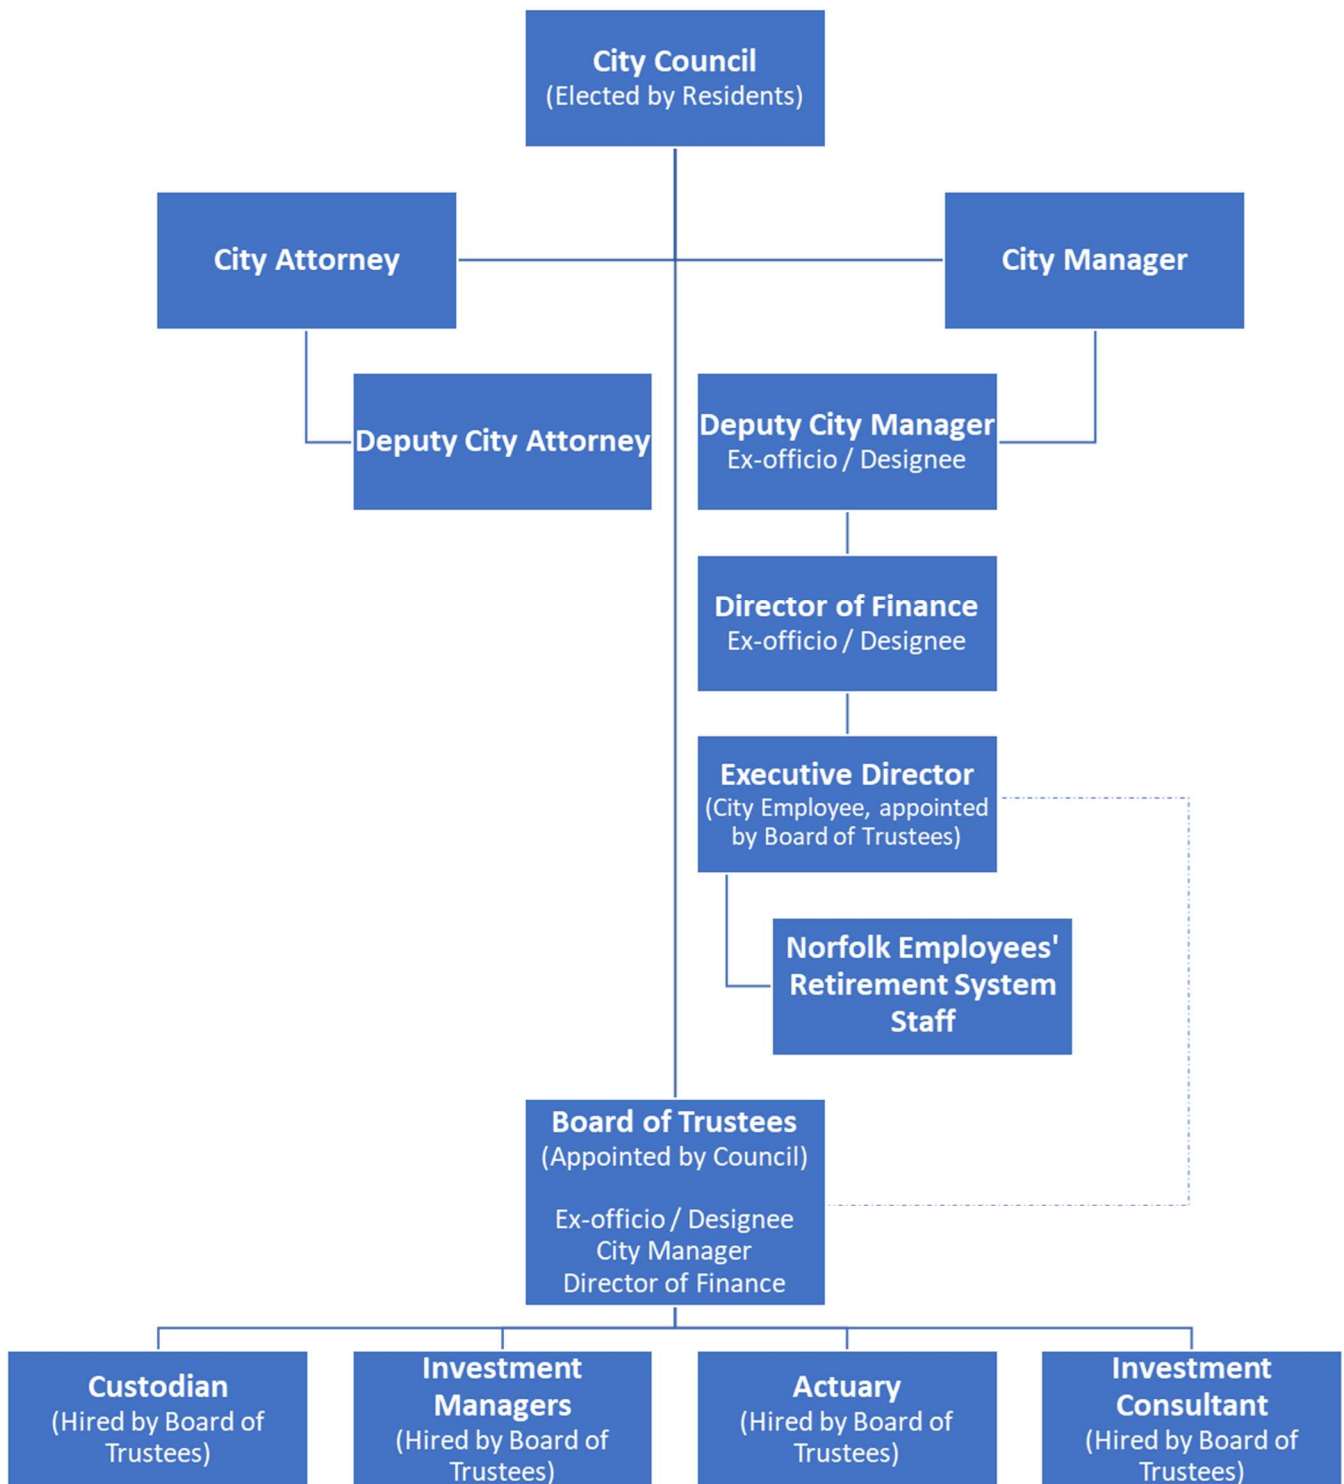 City Council
(Elected by Residents)
City Attorney
City Manager
Deputy City Attorney
Deputy City Manager
Ex-officio / Designee
Director of Finance
Ex-officio / Designee
Executive Director
(City Employee, appointed
by Board of Trustees)
Norfolk Employees'
Retirement System
Staff
Board of Trustees
(Appointed by Council)
Ex-officio / Designee
City Manager
Director of Finance
Custodian
(Hired by Board of
Trustees)
Investment
Managers
(Hired by Board of
Trustees)
Actuary
(Hired by Board of
Trustees)
Investment
Consultant
(Hired by Board of
Trustees)